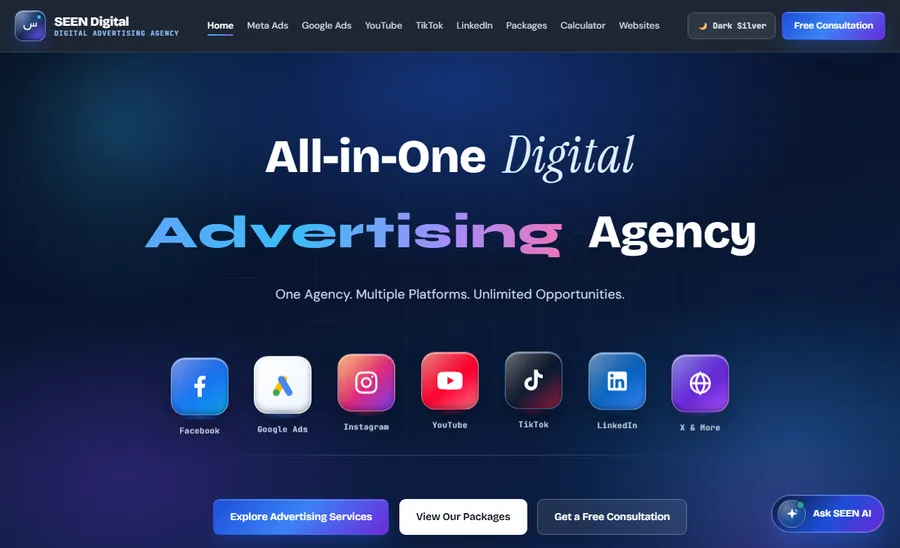 س
SEEN Digital
DIGITAL ADVERTISING AGENCY
Home Meta Ads Google Ads YouTube TikTok LinkedIn Packages Calculator Websites
🌙 Dark Silver
Free Consultation
All-in-One Digital
Advertising Agency
One Agency. Multiple Platforms. Unlimited Opportunities.
Facebook
Google Ads
Instagram
YouTube
TikTok
LinkedIn
X & More
Explore Advertising Services
View Our Packages
Get a Free Consultation
Ask SEEN AI